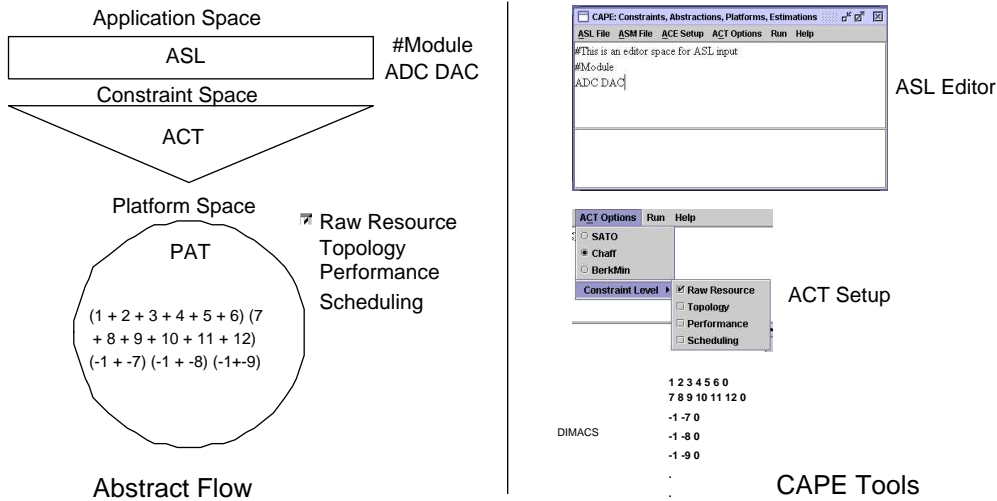 Application Space
ASL
#Module
ADC DAC
Constraint Space
ACT
Platform Space
PAT
Raw Resource
Topology
Performance
Scheduling
(1 + 2 + 3 + 4 + 5 + 6) (7
+ 8 + 9 + 10 + 11 + 12)
(-1 + -7) (-1 + -8) (-1+-9)
Abstract Flow
CAPE: Constraints, Abstractions, Platforms, Estimations
ASL File ASM File ACE Setup ACT Options Run Help
#This is an editor space for ASL input
#Module
ADC DAC
ASL Editor
ACT Options Run Help
SATO
Chaff
BerkMin
Constraint Level
Raw Resource
Topology
Performance
Scheduling
ACT Setup
1 2 3 4 5 6 0
7 8 9 10 11 12 0
-1 -7 0
DIMACS
-1 -8 0
-1 -9 0
.
.
CAPE Tools